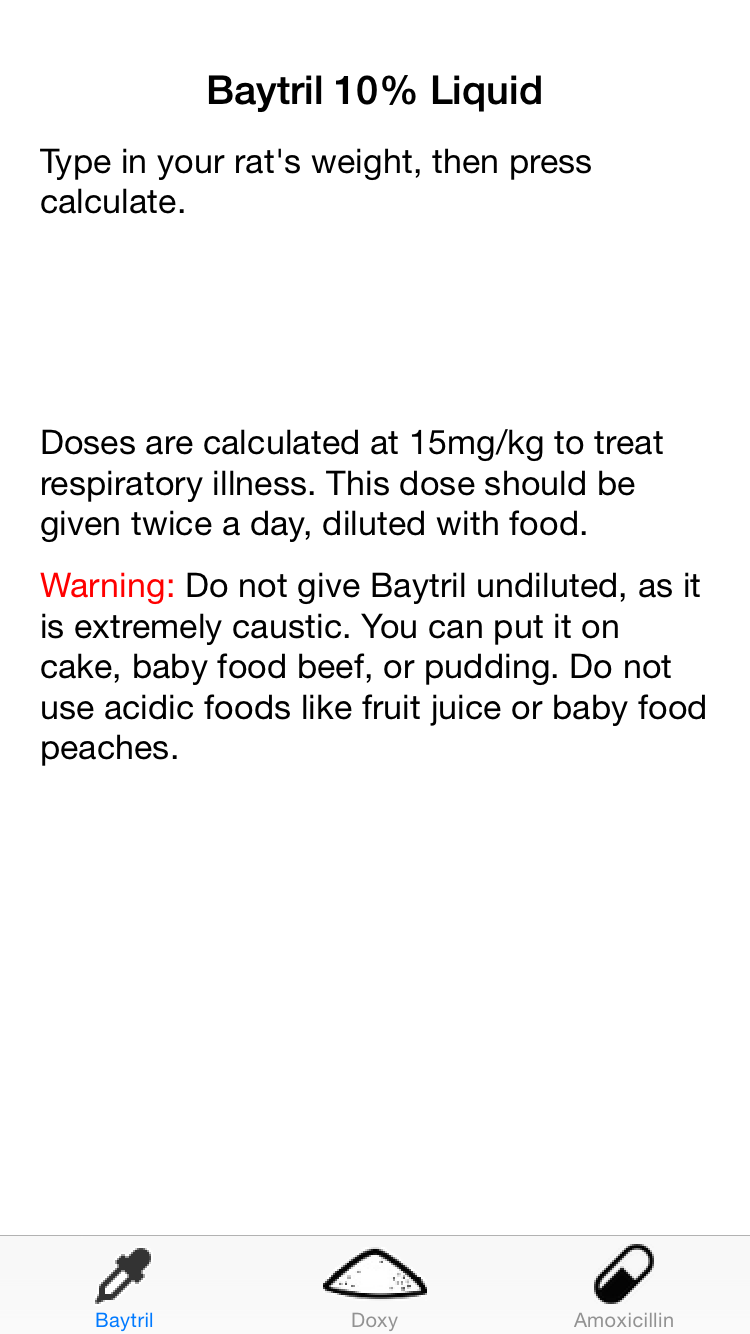 Baytril 10% Liquid
Type in your rat's weight, then press
calculate.
Doses are calculated at 15mg/kg to treat
respiratory illness. This dose should be
given twice a day, diluted with food.
Warning: Do not give Baytril undiluted, as it
is extremely caustic. You can put it on
cake, baby food beef, or pudding. Do not
use acidic foods like fruit juice or baby food
peaches.
Baytril
Doxy
Amoxicillin